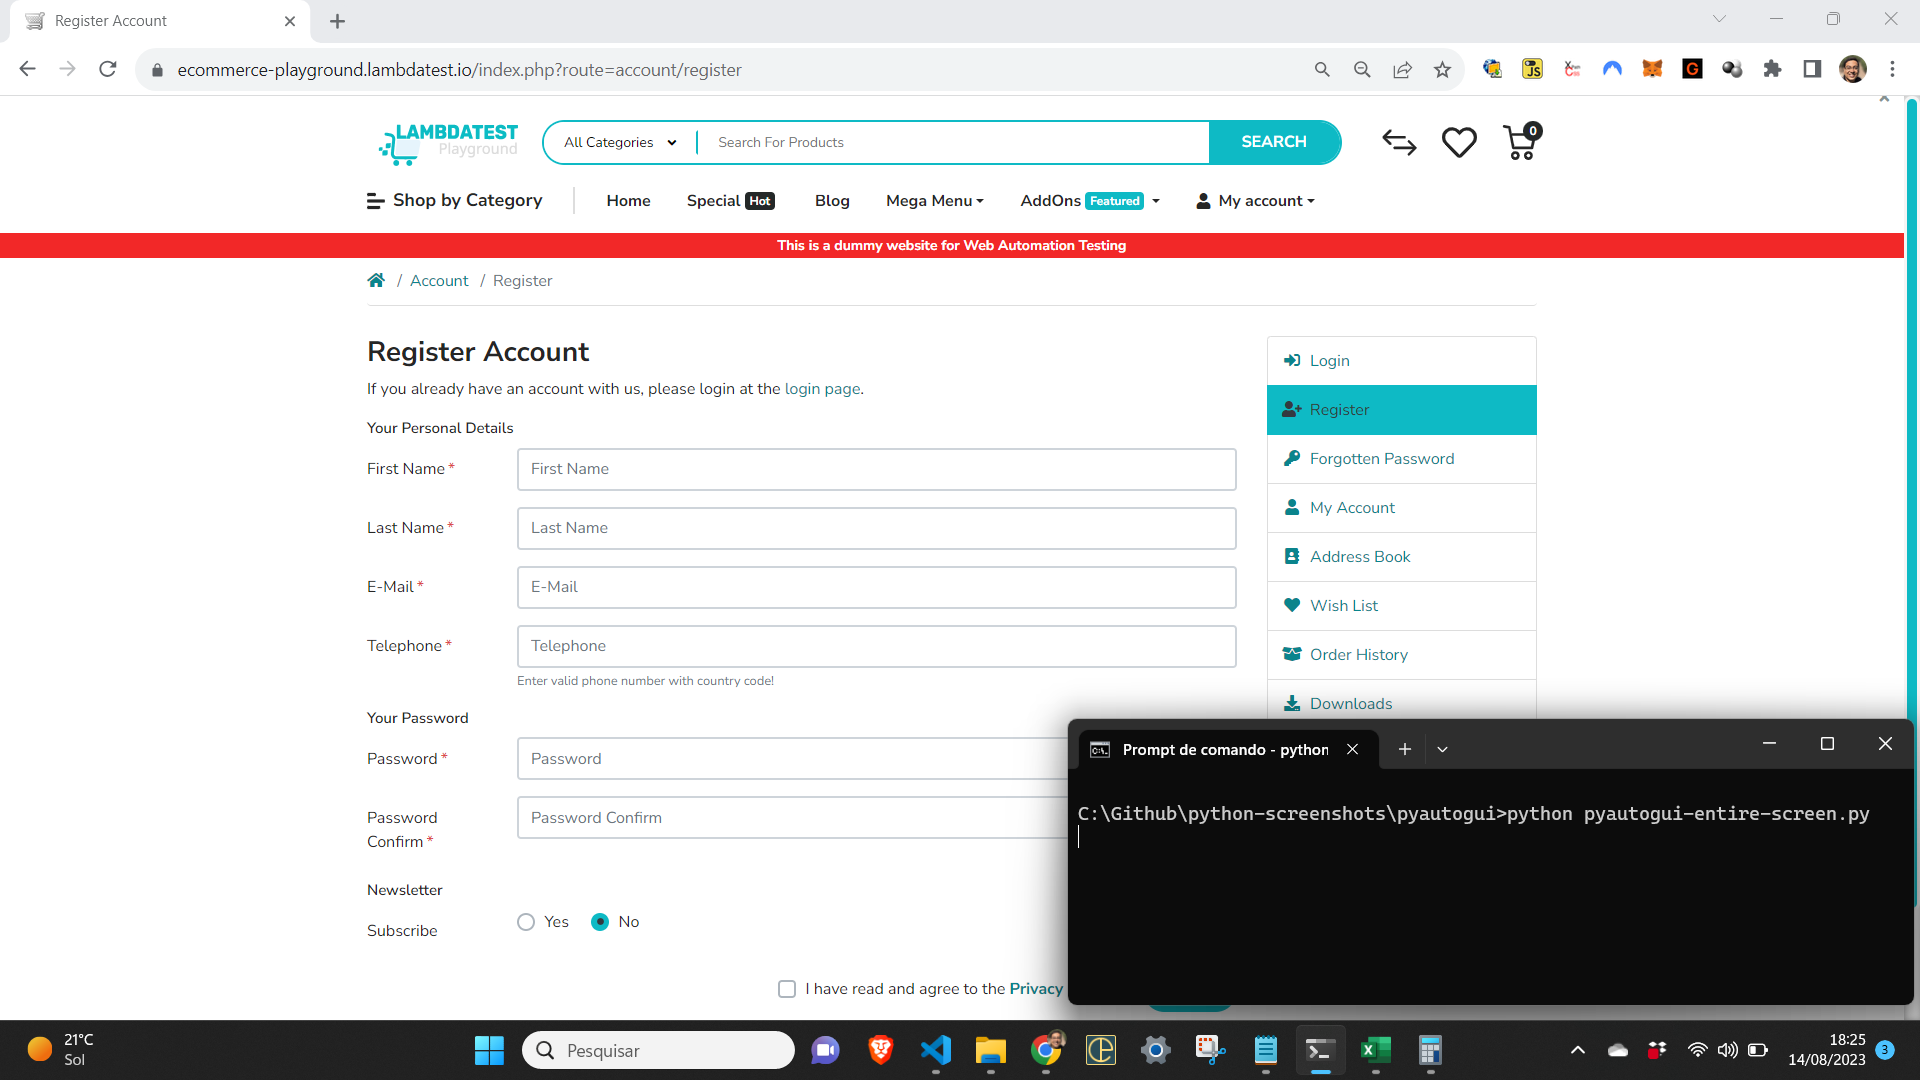 Register Account
ecommerce-playground.lambdatest.io/index.php?route=account/register
LAMBDATEST
Playground
All Categories
Search For Products
SEARCH
0
Shop by Category
Home
Special Hot
Blog
Mega Menu
AddOns Featured
My account
This is a dummy website for Web Automation Testing
/ Account / Register
Register Account
If you already have an account with us, please login at the login page.
Your Personal Details
First Name *
First Name
Last Name *
Last Name
E-Mail *
E-Mail
Telephone *
Telephone
Enter valid phone number with country code!
Your Password
Password *
Password
Password
Confirm *
Password Confirm
Newsletter
Subscribe
Yes
No
I have read and agree to the Privacy
Login
Register
Forgotten Password
My Account
Address Book
Wish List
Order History
Downloads
Prompt de comando - python
C:\Github\python-screenshots\pyautogui>python pyautogui-entire-screen.py
21°C
Sol
Pesquisar
18:25
14/08/2023
3